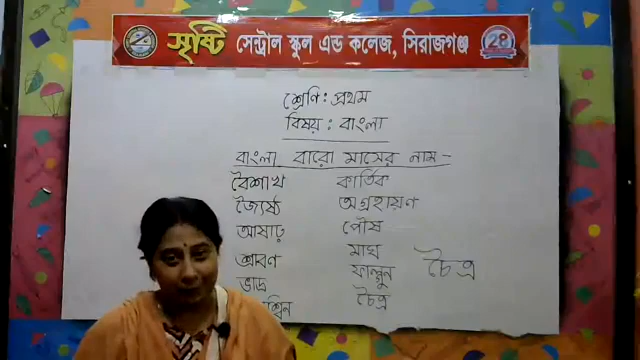 সৃষ্টি সেন্ট্রাল স্কুল এন্ড কলেজ, সিরাজগঞ্জ
শ্রেণি: প্রথম
বিষয়: বাংলা
বাংলা বারো মাসের নাম-
বৈশাখ কার্তিক
জ্যৈষ্ঠ অগ্রহায়ণ
আষাঢ় পৌষ
শ্রাবণ মাঘ
ভাদ্র ফাল্গুন চৈত্র
চৈত্র